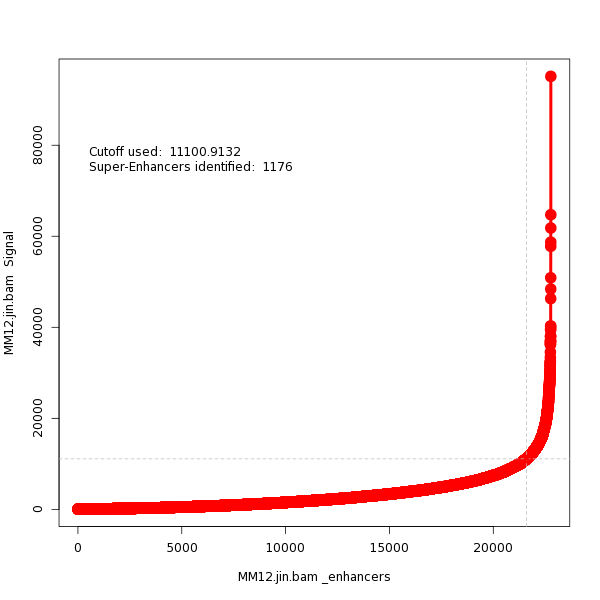 Cutoff used:  11100.9132
Super-Enhancers identified:  1176
MM12.jin.bam  Signal
80000
60000
40000
20000
0
0 5000 10000 15000 20000
MM12.jin.bam _enhancers